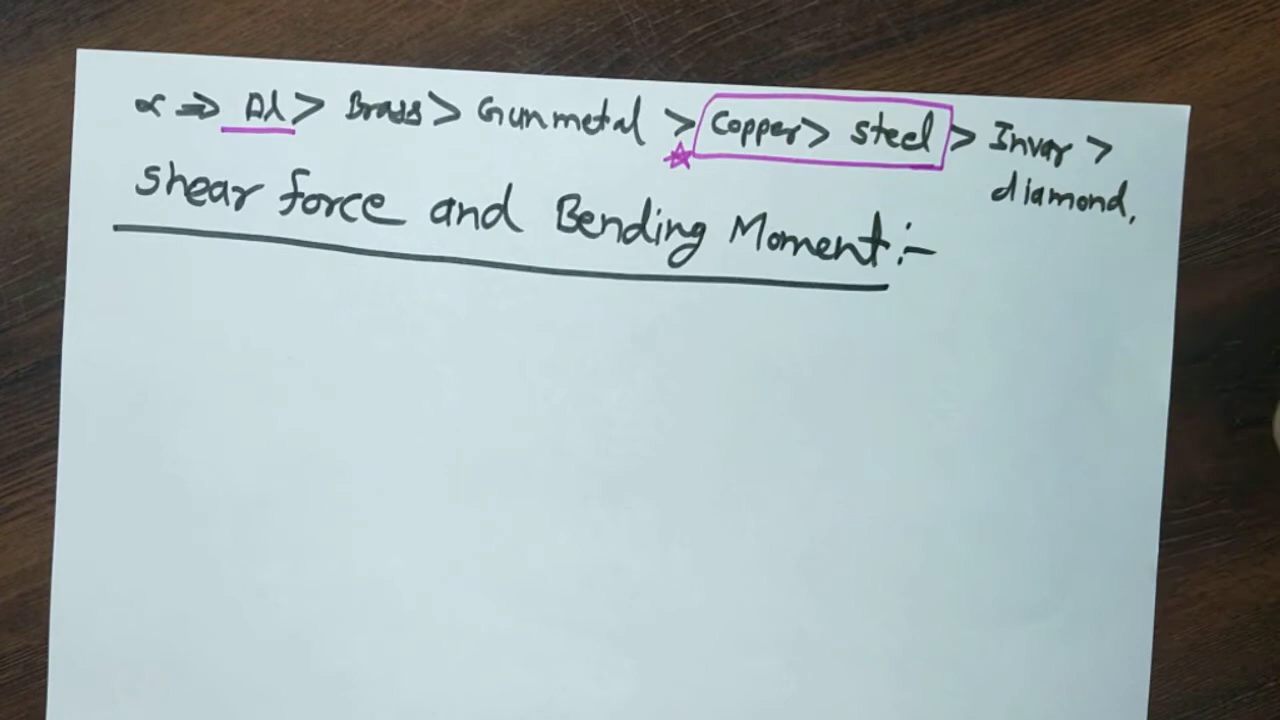 α ⇒ Al > Brass > Gunmetal > Copper > steel > Invar >
diamond,
shear force and Bending Moment :-